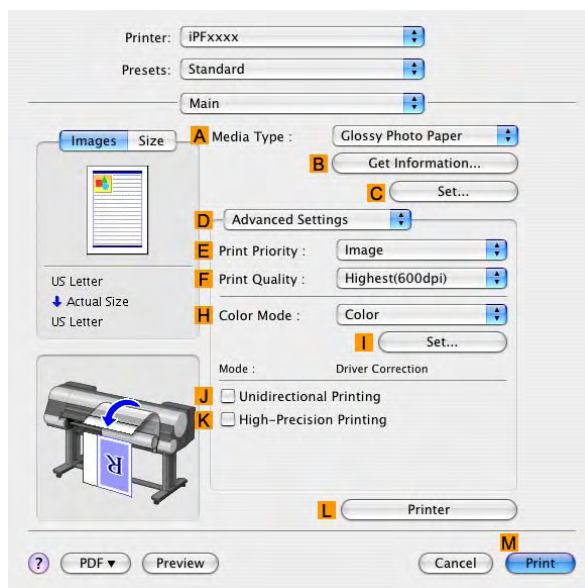 Printer: iPFxxxx
Presets: Standard
Main
Images Size
A Media Type : Glossy Photo Paper
B Get Information...
C Set...
D Advanced Settings
E Print Priority : Image
F Print Quality : Highest(600dpi)
H Color Mode : Color
I Set...
Mode : Driver Correction
J Unidirectional Printing
K High-Precision Printing
US Letter
Actual Size
US Letter
R
L Printer
M
? PDF Preview Cancel Print